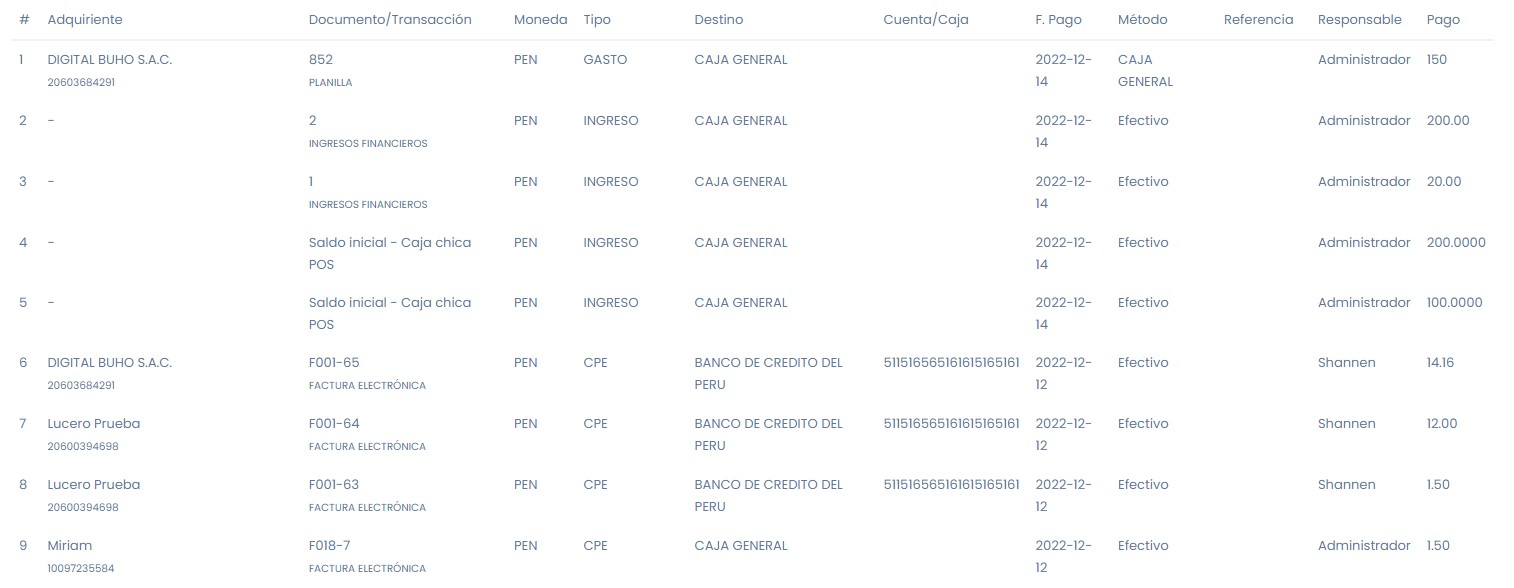 # Adquiriente Documento/Transacción Moneda Tipo Destino Cuenta/Caja F. Pago Método Referencia Responsable Pago
1 DIGITAL BUHO S.A.C. 852 PEN GASTO CAJA GENERAL 2022-12- CAJA Administrador 150
20603684291 PLANILLA 14 GENERAL
2 - 2 PEN INGRESO CAJA GENERAL 2022-12- Efectivo Administrador 200.00
INGRESOS FINANCIEROS 14
3 - 1 PEN INGRESO CAJA GENERAL 2022-12- Efectivo Administrador 20.00
INGRESOS FINANCIEROS 14
4 - Saldo inicial - Caja chica PEN INGRESO CAJA GENERAL 2022-12- Efectivo Administrador 200.0000
POS 14
5 - Saldo inicial - Caja chica PEN INGRESO CAJA GENERAL 2022-12- Efectivo Administrador 100.0000
POS 14
6 DIGITAL BUHO S.A.C. F001-65 PEN CPE BANCO DE CREDITO DEL 511516565161615165161 2022-12- Efectivo Shannen 14.16
20603684291 FACTURA ELECTRÓNICA PERU 12
7 Lucero Prueba F001-64 PEN CPE BANCO DE CREDITO DEL 511516565161615165161 2022-12- Efectivo Shannen 12.00
20600394698 FACTURA ELECTRÓNICA PERU 12
8 Lucero Prueba F001-63 PEN CPE BANCO DE CREDITO DEL 511516565161615165161 2022-12- Efectivo Shannen 1.50
20600394698 FACTURA ELECTRÓNICA PERU 12
9 Miriam F018-7 PEN CPE CAJA GENERAL 2022-12- Efectivo Administrador 1.50
10097235584 FACTURA ELECTRÓNICA 12